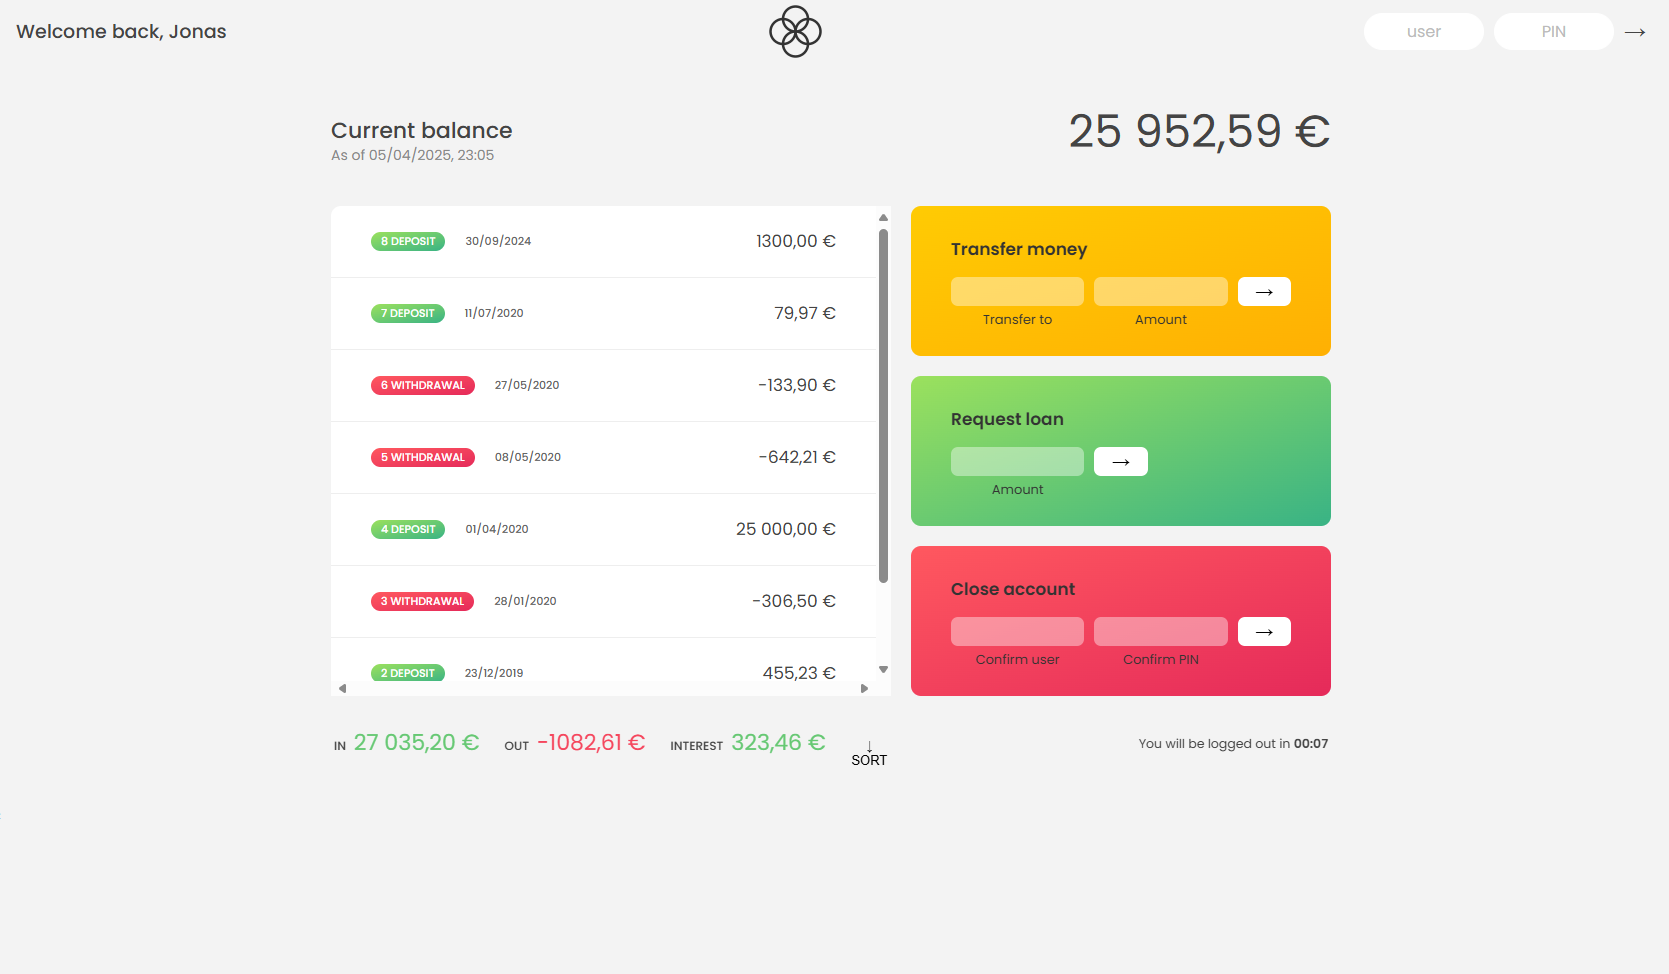 Welcome back, Jonas
user
PIN
→
Current balance
As of 05/04/2025, 23:05
25 952,59 €
8 DEPOSIT 30/09/2024 1300,00 €
7 DEPOSIT 11/07/2020 79,97 €
6 WITHDRAWAL 27/05/2020 -133,90 €
5 WITHDRAWAL 08/05/2020 -642,21 €
4 DEPOSIT 01/04/2020 25 000,00 €
3 WITHDRAWAL 28/01/2020 -306,50 €
2 DEPOSIT 23/12/2019 455,23 €
Transfer money
→
Transfer to Amount
Request loan
→
Amount
Close account
→
Confirm user Confirm PIN
IN 27 035,20 € OUT -1082,61 € INTEREST 323,46 €
↓
SORT
You will be logged out in 00:07